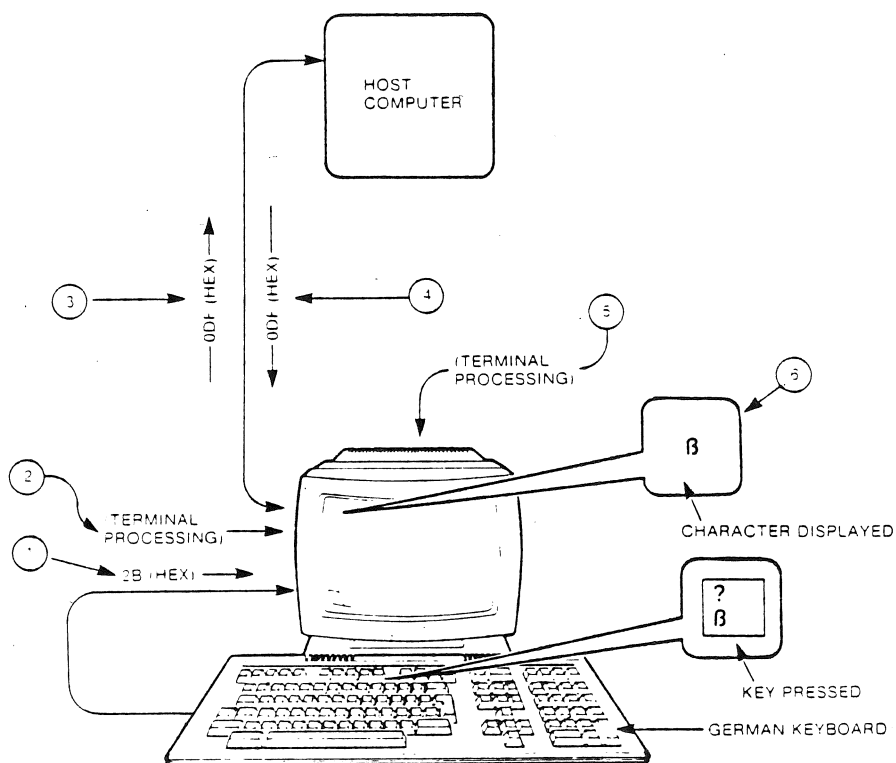 HOST
COMPUTER
0DF (HEX)
0DF (HEX)
3
4
5
(TERMINAL
PROCESSING)
6
ß
2
(TERMINAL
PROCESSING)
CHARACTER DISPLAYED
1
2B (HEX)
?
ß
KEY PRESSED
GERMAN KEYBOARD